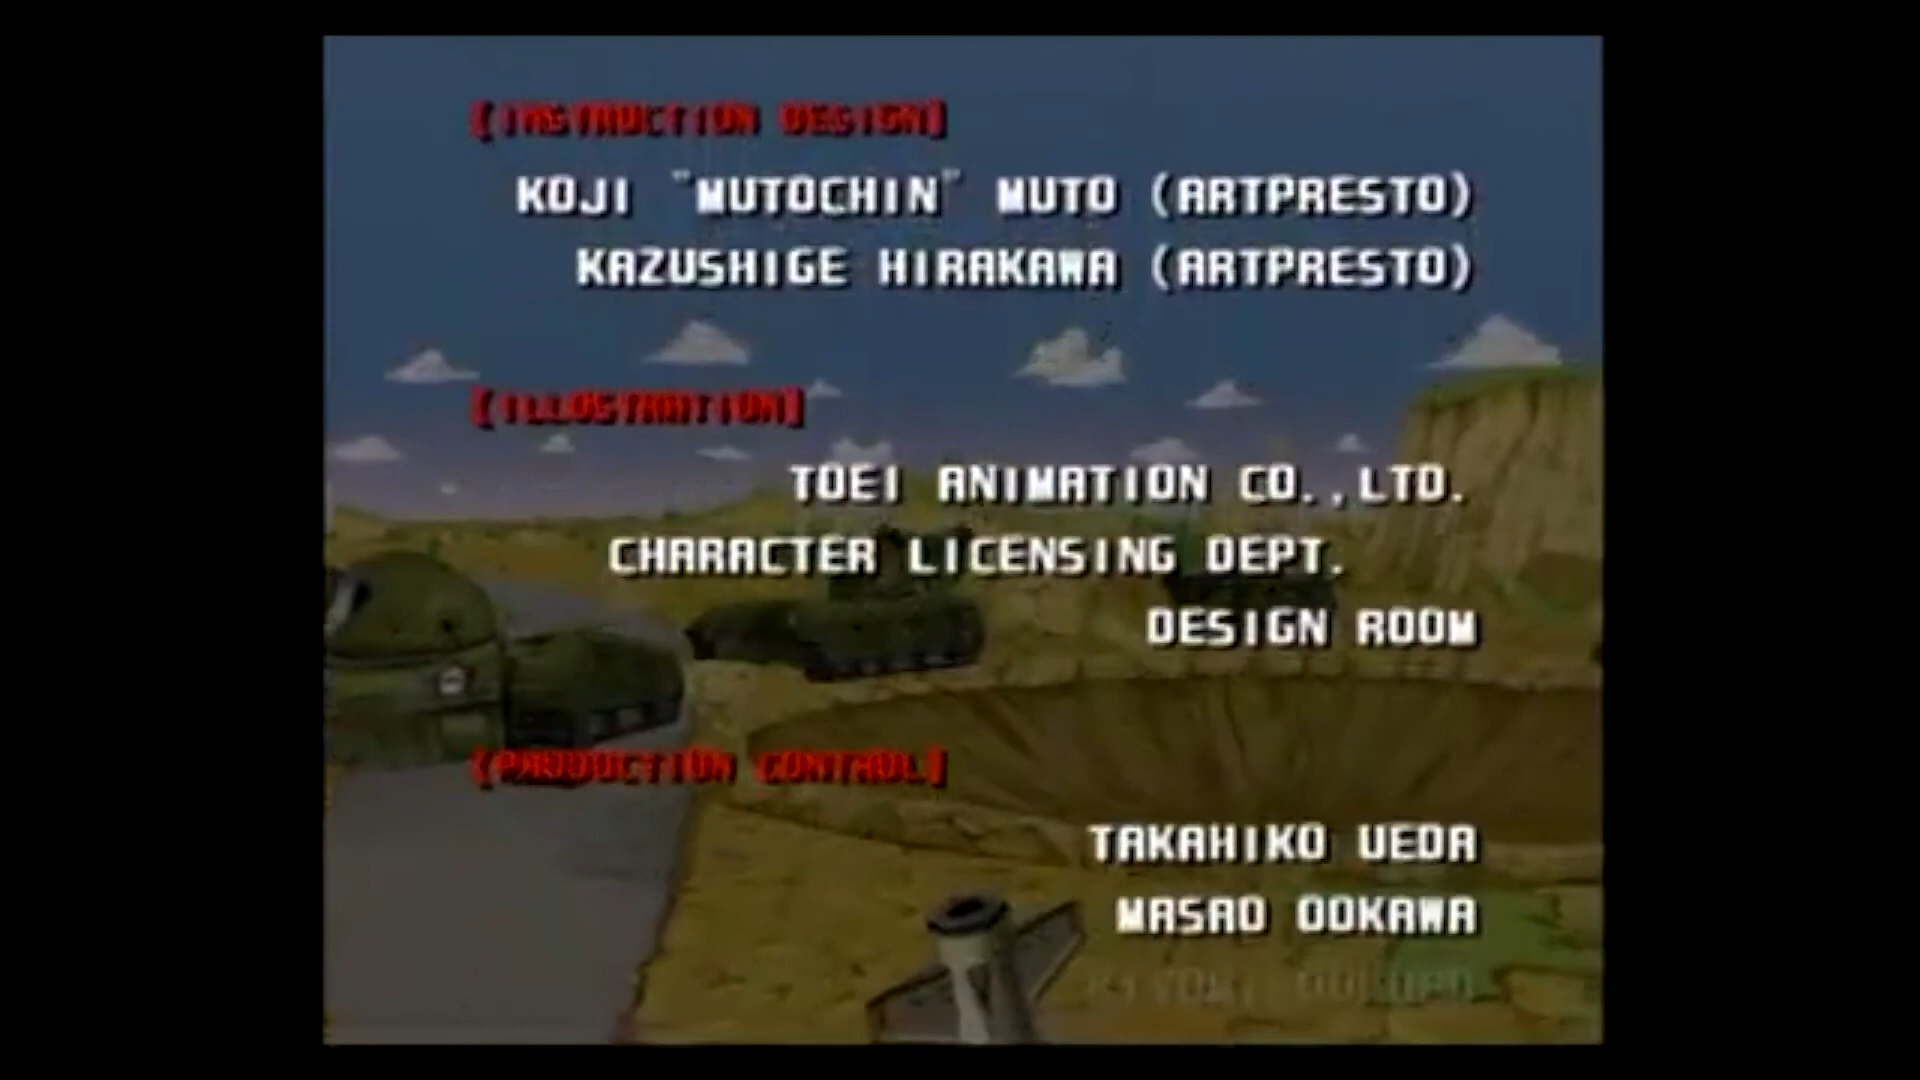 [INSTRUCTION DESIGN]
KOJI "MUTOCHIN" MUTO (ARTPRESTO)
KAZUSHIGE HIRAKAWA (ARTPRESTO)
[ILLUSTRATION]
TOEI ANIMATION CO.,LTD.
CHARACTER LICENSING DEPT.
DESIGN ROOM
[PRODUCTION CONTROL]
TAKAHIKO UEDA
MASAO OOKAWA